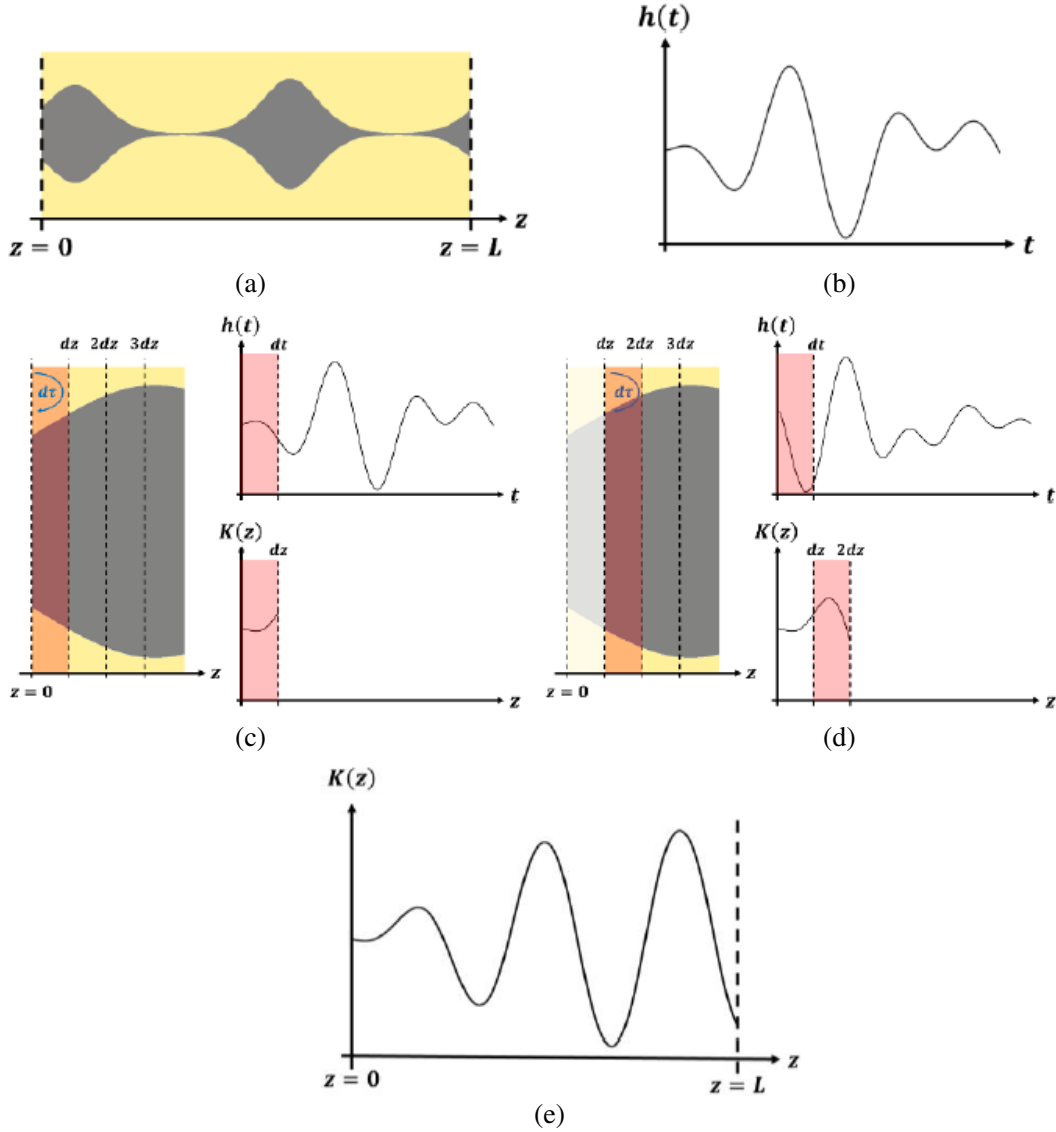 h(t)
z
z = 0
z = L
t
(a)
(b)
dz 2dz 3dz
dτ
z
z = 0
h(t)
dt
t
K(z)
dz
z
(c)
dz 2dz 3dz
dτ
z
z = 0
h(t)
dt
t
K(z)
dz 2dz
z
(d)
K(z)
z
z = 0
z = L
(e)